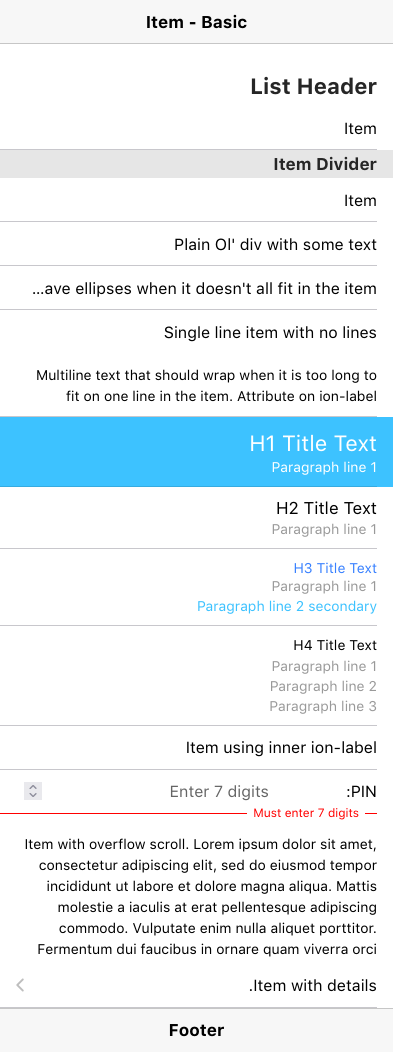 Item - Basic
List Header
Item
Item Divider
Item
Plain Ol' div with some text
...ave ellipses when it doesn't all fit in the item
Single line item with no lines
Multiline text that should wrap when it is too long to
fit on one line in the item. Attribute on ion-label
H1 Title Text
Paragraph line 1
H2 Title Text
Paragraph line 1
H3 Title Text
Paragraph line 1
Paragraph line 2 secondary
H4 Title Text
Paragraph line 1
Paragraph line 2
Paragraph line 3
Item using inner ion-label
Enter 7 digits :PIN
Must enter 7 digits
Item with overflow scroll. Lorem ipsum dolor sit amet,
consectetur adipiscing elit, sed do eiusmod tempor
incididunt ut labore et dolore magna aliqua. Mattis
molestie a iaculis at erat pellentesque adipiscing
commodo. Vulputate enim nulla aliquet porttitor.
Fermentum dui faucibus in ornare quam viverra orci
.Item with details
Footer